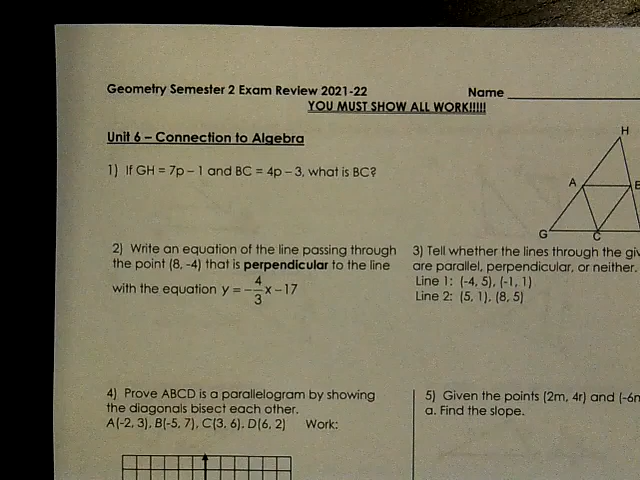 Geometry Semester 2 Exam Review 2021-22 Name
YOU MUST SHOW ALL WORK!!!!!
Unit 6 – Connection to Algebra
1) If GH = 7p – 1 and BC = 4p – 3, what is BC?
H
A
G
C
2) Write an equation of the line passing through
the point (8, -4) that is perpendicular to the line
with the equation y = -4/3x - 17
3) Tell whether the lines through the
are parallel, perpendicular, or neither.
Line 1: (-4, 5), (-1, 1)
Line 2: (5, 1), (8, 5)
4) Prove ABCD is a parallelogram by showing
the diagonals bisect each other.
A(-2, 3), B(-5, 7), C(3, 6). D(6, 2) Work:
5) Given the points (2m, 4r) and
a. Find the slope.